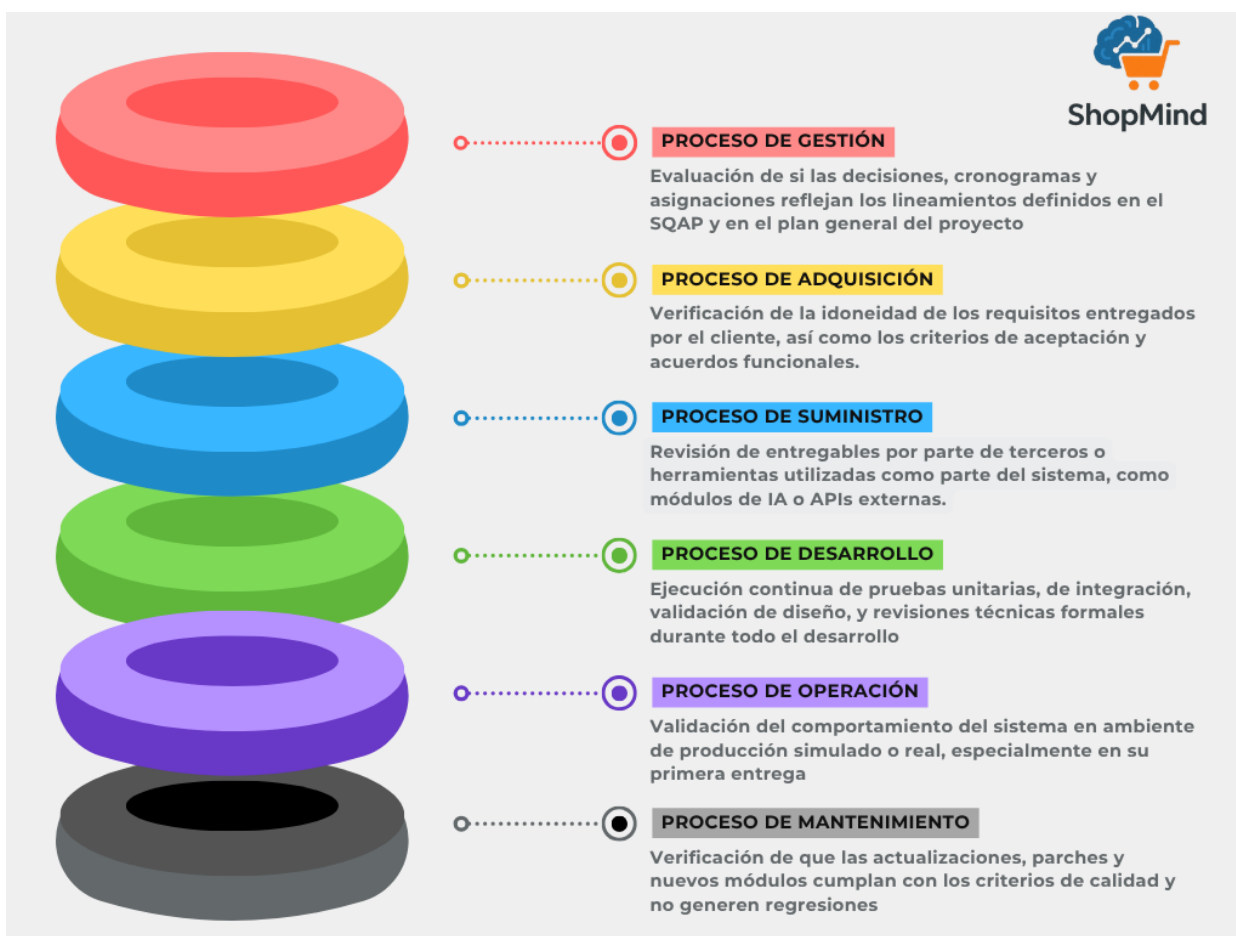 ShopMind
PROCESO DE GESTIÓN
Evaluación de si las decisiones, cronogramas y
asignaciones reflejan los lineamientos definidos en el
SQAP y en el plan general del proyecto
PROCESO DE ADQUISICIÓN
Verificación de la idoneidad de los requisitos entregados
por el cliente, así como los criterios de aceptación y
acuerdos funcionales.
PROCESO DE SUMINISTRO
Revisión de entregables por parte de terceros o
herramientas utilizadas como parte del sistema, como
módulos de IA o APIs externas.
PROCESO DE DESARROLLO
Ejecución continua de pruebas unitarias, de integración,
validación de diseño, y revisiones técnicas formales
durante todo el desarrollo
PROCESO DE OPERACIÓN
Validación del comportamiento del sistema en ambiente
de producción simulado o real, especialmente en su
primera entrega
PROCESO DE MANTENIMIENTO
Verificación de que las actualizaciones, parches y
nuevos módulos cumplan con los criterios de calidad y
no generen regresiones